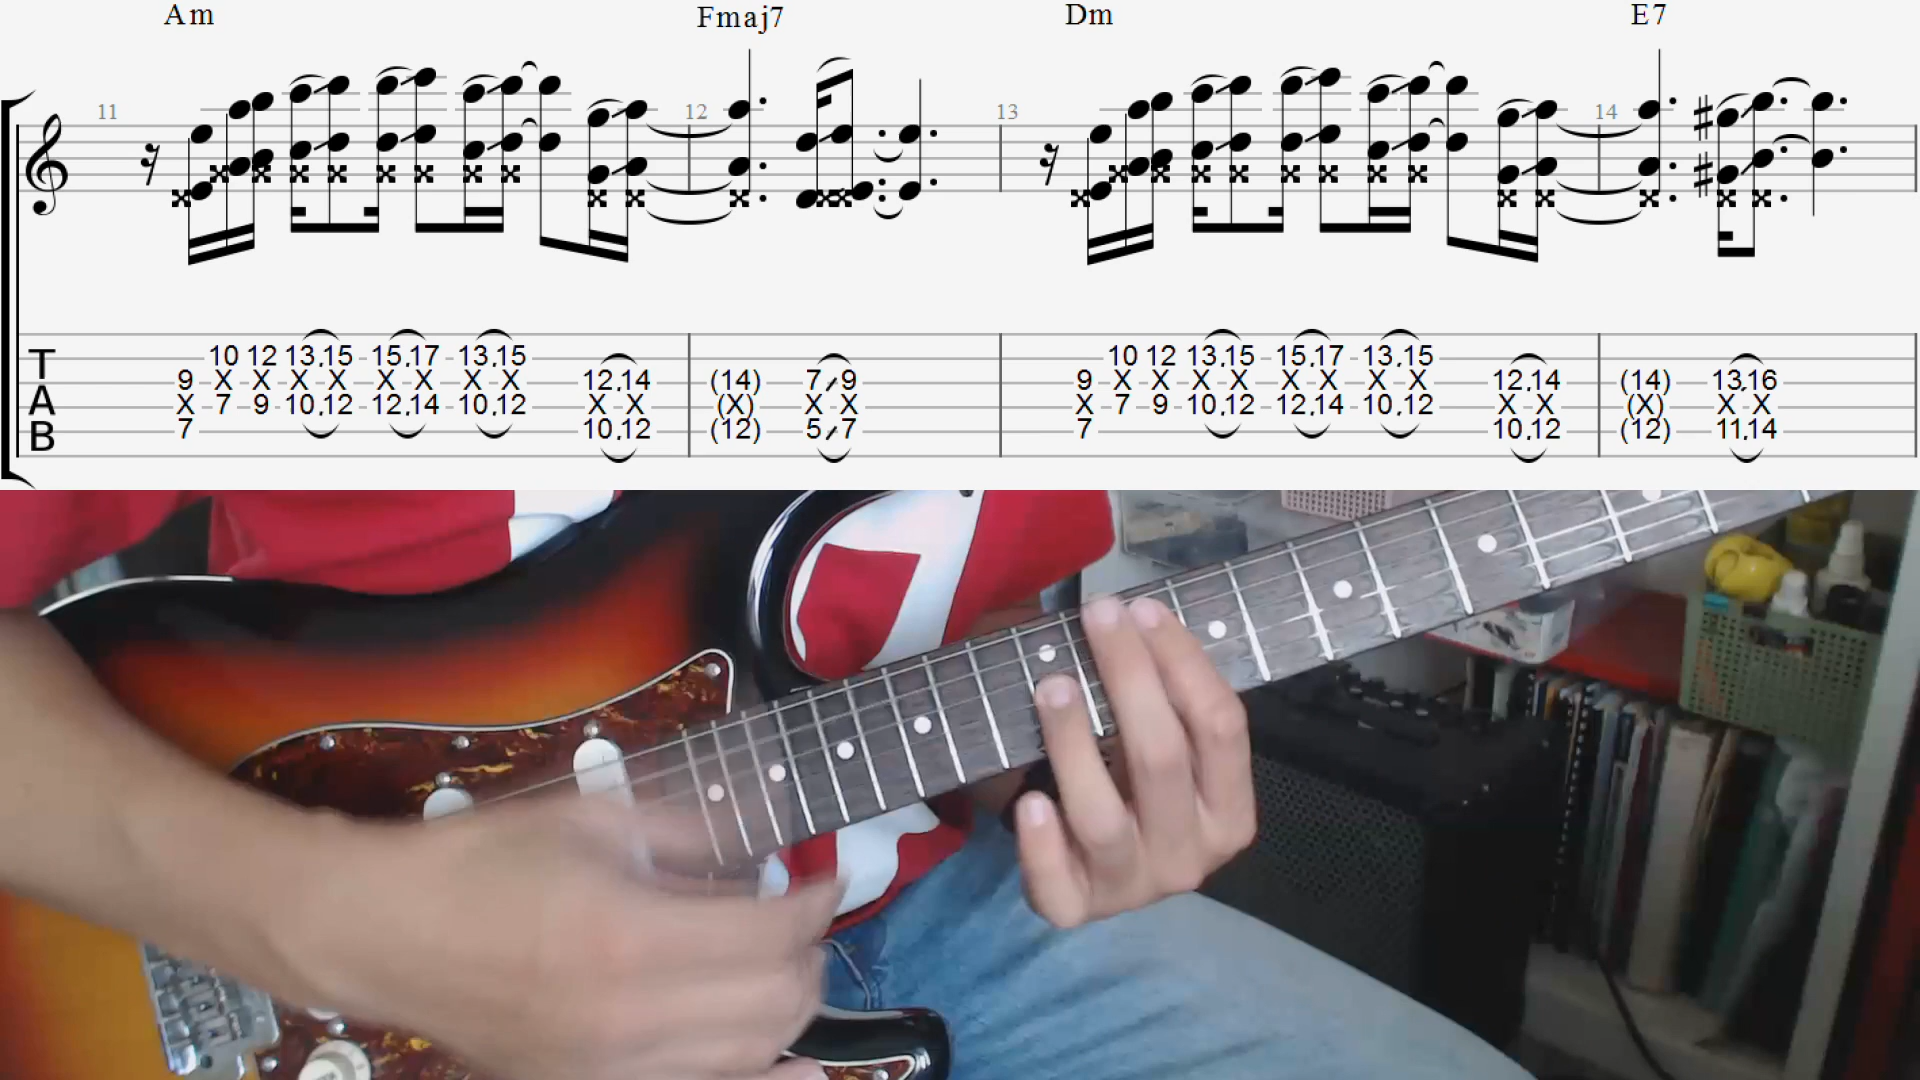 Am Fmaj7 Dm E7
11 12 13 14
T 10 12 13 15 15 17 13 15 10 12 13 15 15 17 13 15
9 X X X X X X X X 12 14 (14) 7 9 9 X X X X X X X X 12 14 (14) 13 16
A X 7 9 10 12 12 14 10 12 X X (X) X X X 7 9 10 12 12 14 10 12 X X (X) X X
B 7 10 12 (12) 5 7 7 10 12 (12) 11 14